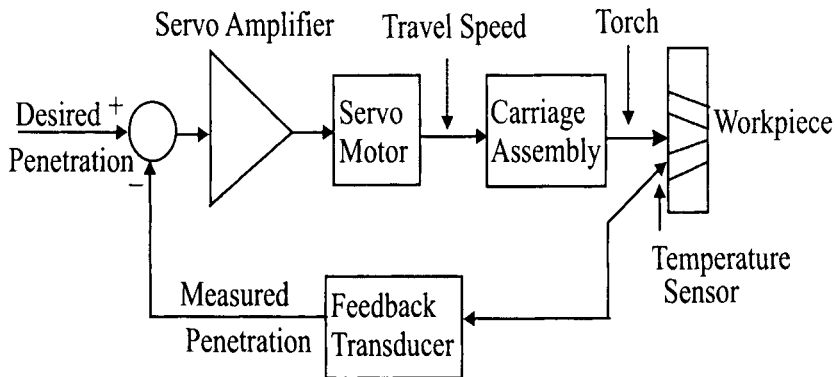 Servo Amplifier
Travel Speed
Torch
Desired +
Penetration
−
Servo
Motor
Carriage
Assembly
Workpiece
Temperature
Sensor
Measured
Penetration
Feedback
Transducer